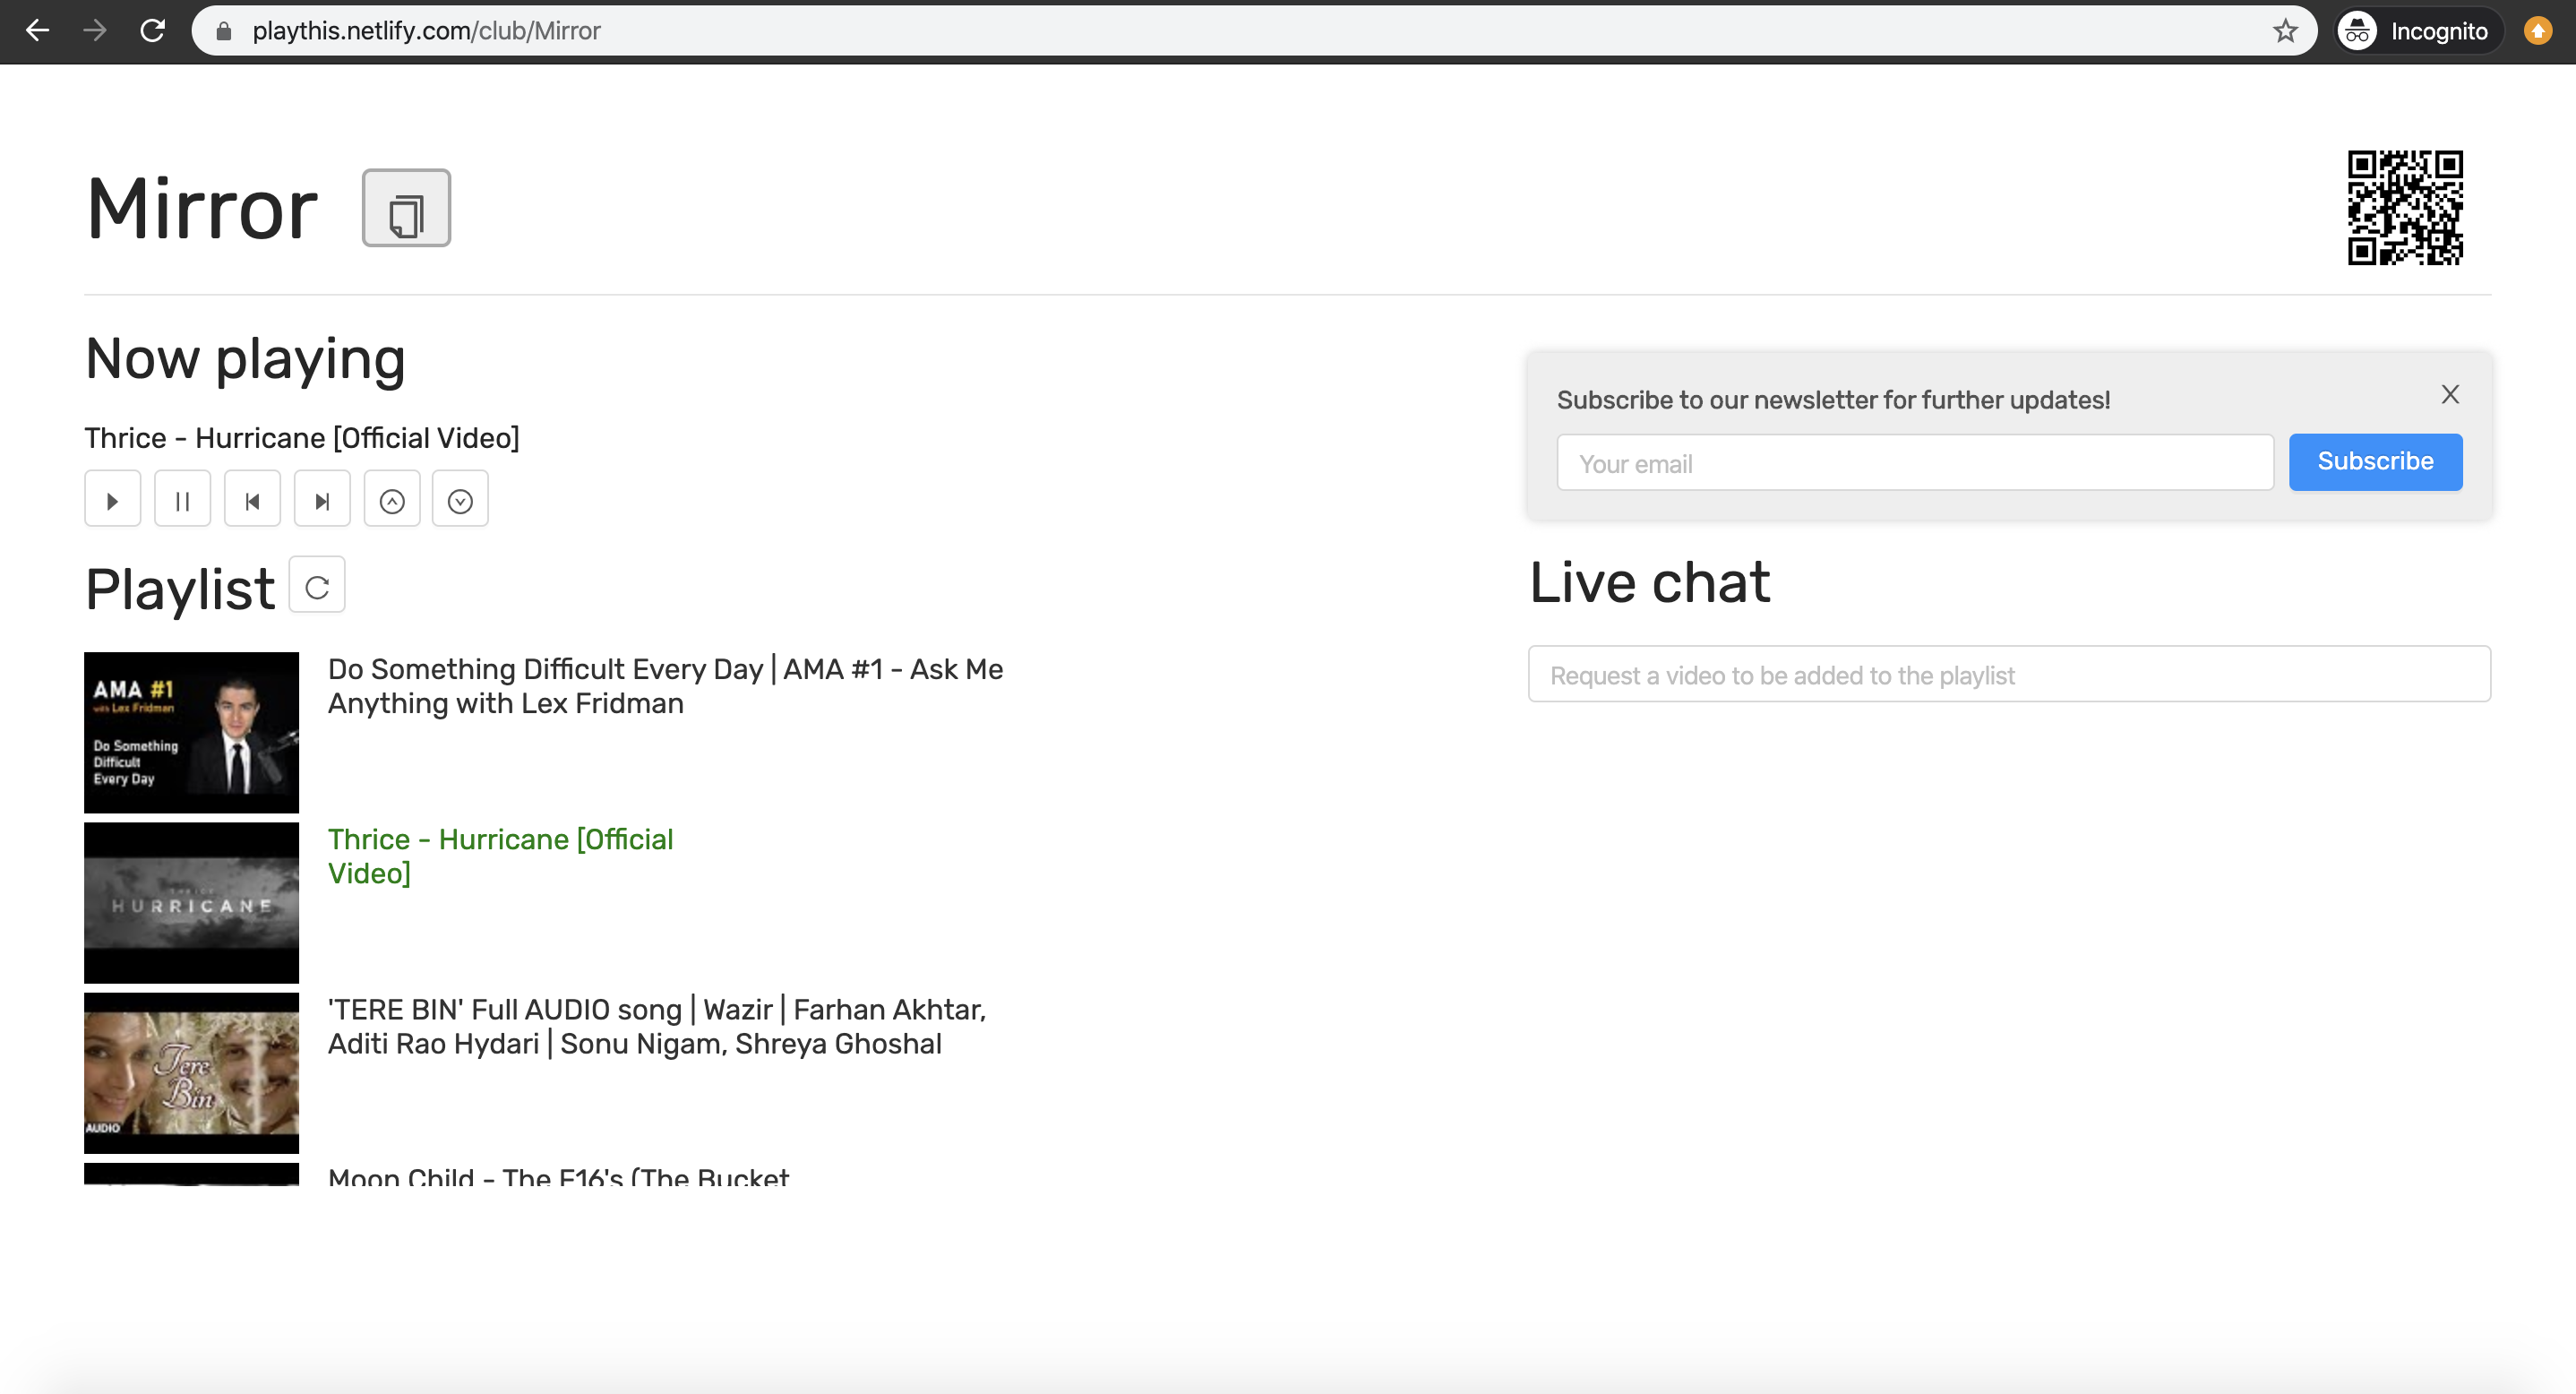 playthis.netlify.com/club/Mirror
Incognito
Mirror
Now playing
Thrice - Hurricane [Official Video]
Subscribe to our newsletter for further updates!
Your email
Subscribe
Playlist
Live chat
Request a video to be added to the playlist
AMA #1
with Lex Fridman
Do Something
Difficult
Every Day
Do Something Difficult Every Day | AMA #1 - Ask Me
Anything with Lex Fridman
THRICE
HURRICANE
Thrice - Hurricane [Official
Video]
Tere
Bin
AUDIO
'TERE BIN' Full AUDIO song | Wazir | Farhan Akhtar,
Aditi Rao Hydari | Sonu Nigam, Shreya Ghoshal
Moon Child - The F16's (The Bucket